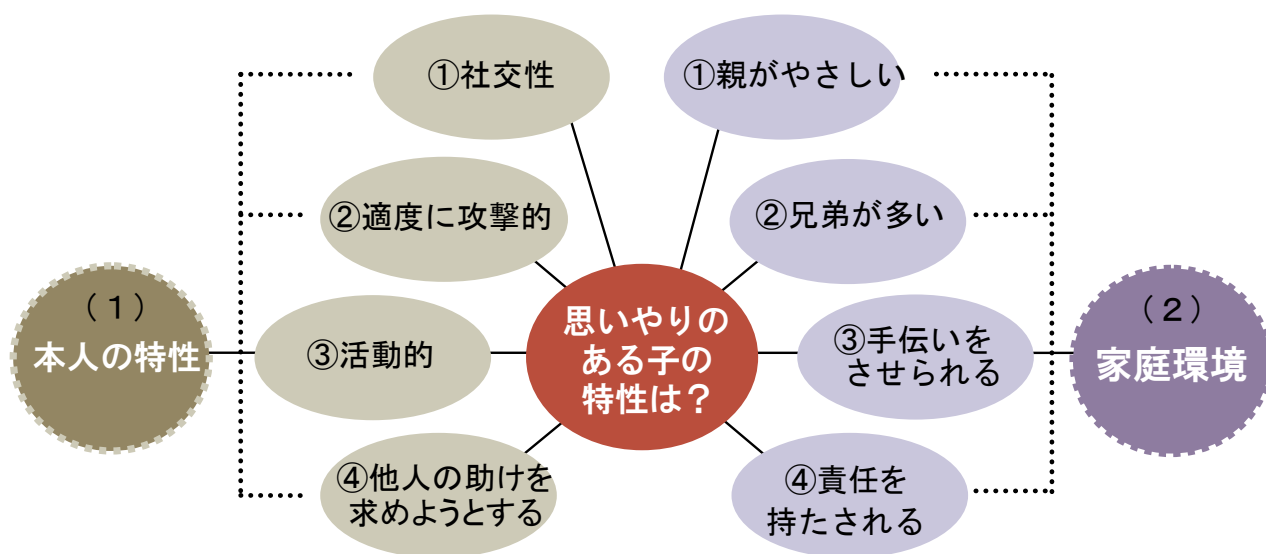 （１）
本人の特性
①社交性
②適度に攻撃的
③活動的
④他人の助けを
求めようとする
思いやりの
ある子の
特性は？
①親がやさしい
②兄弟が多い
③手伝いを
させられる
④責任を
持たされる
（２）
家庭環境